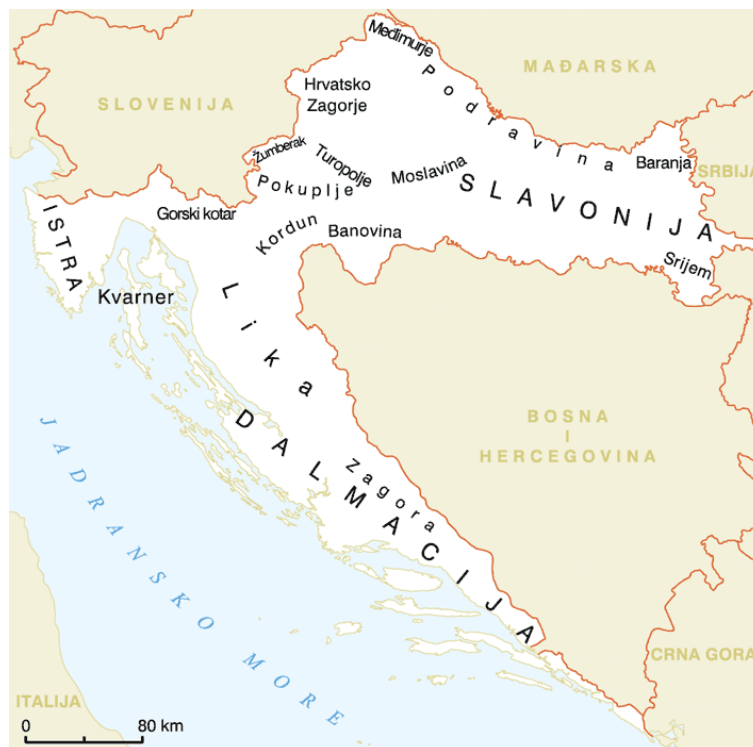 Međimurje
Podravina
MAĐARSKA
SLOVENIJA
Hrvatsko
Zagorje
Žumberak
Turopolje
Moslavina
Baranja
SRBIJA
Pokuplje
SLAVONIJA
ISTRA
Gorski kotar
Kordun
Banovina
Srijem
Kvarner
Lika
DALMACIJA
Zagora
BOSNA
I
HERCEGOVINA
JADRANSKO MORE
CRNA GORA
ITALIJA
0 80 km